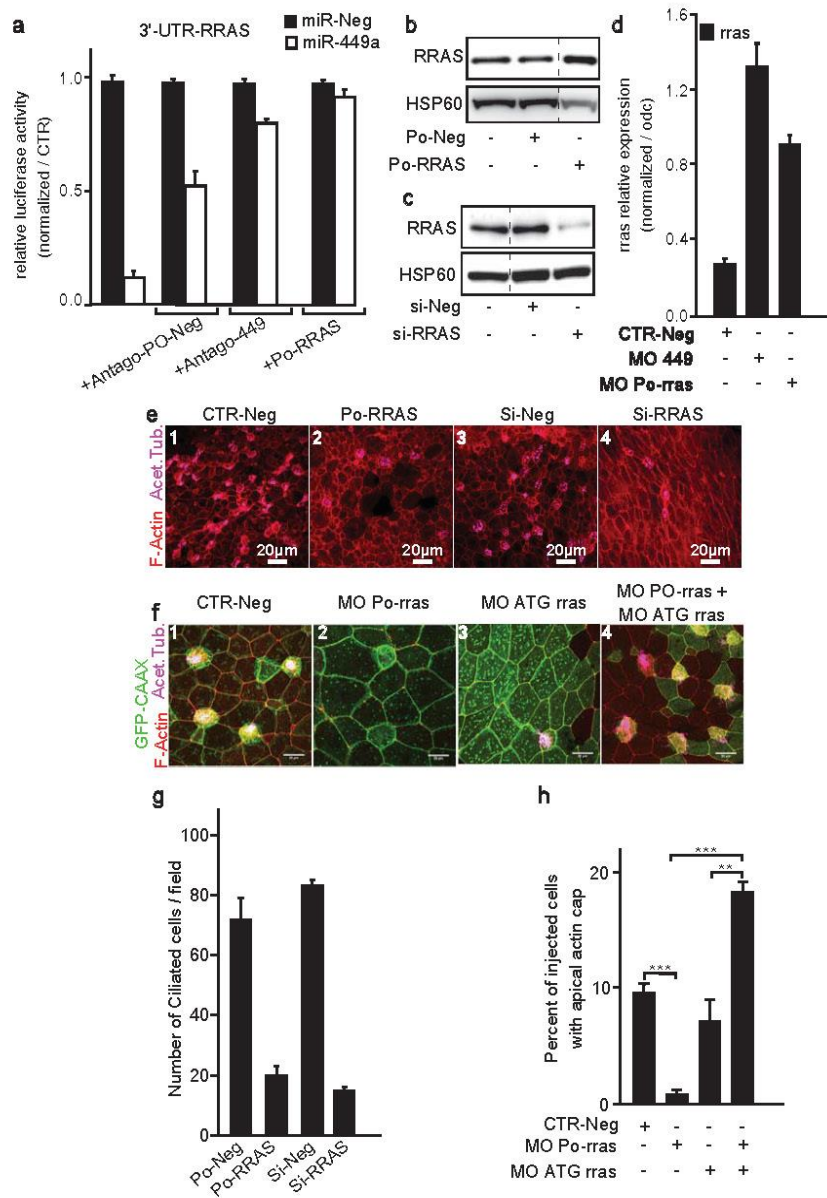 a
3'-UTR-RRAS
miR-Neg
miR-449a
relative luciferase activity
(normalized / CTR)
1.0
0.5
0.0
+Antago-PO-Neg
+Antago-449
+Po-RRAS
b
RRAS
HSP60
Po-Neg - + -
Po-RRAS - - +
c
RRAS
HSP60
si-Neg - + -
si-RRAS - - +
d
rras
rras relative expression
(normalized / odc)
1.6
1.2
0.6
0.4
0.0
CTR-Neg + - -
MO 449 - + -
MO Po-rras - - +
e
CTR-Neg Po-RRAS Si-Neg Si-RRAS
F-Actin Acet.Tub.
1 2 3 4
20µm 20µm 20µm 20µm
f
CTR-Neg MO Po-rras MO ATG rras MO PO-rras +
MO ATG rras
GFP-CAAX
F-Actin Acet.Tub.
1 2 3 4
g
Number of Ciliated cells / field
100
80
60
40
20
0
Po-Neg
Po-RRAS
Si-Neg
Si-RRAS
h
Percent of injected cells
with apical actin cap
20
10
0
***
***
**
CTR-Neg + - - -
MO Po-rras - + - +
MO ATG rras - - + +